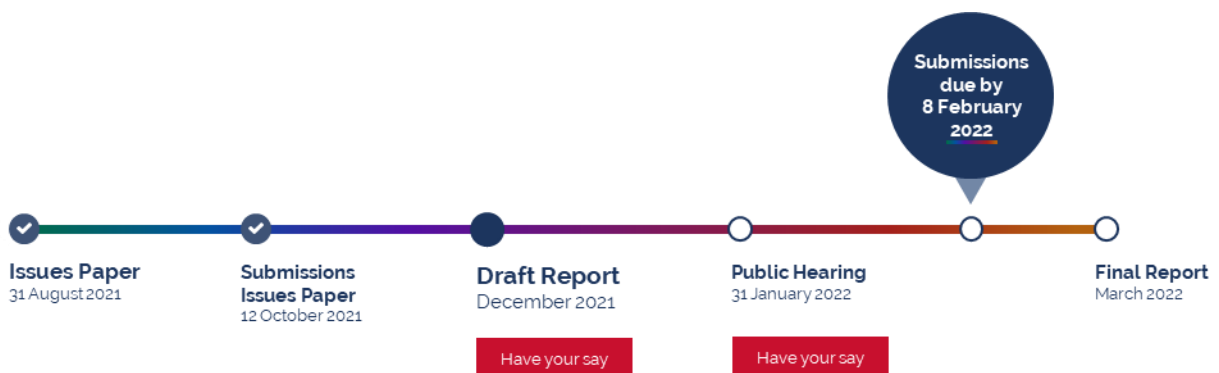 Submissions
due by
8 February
2022
Issues Paper
31 August 2021
Submissions
Issues Paper
12 October 2021
Draft Report
December 2021
Have your say
Public Hearing
31 January 2022
Have your say
Final Report
March 2022